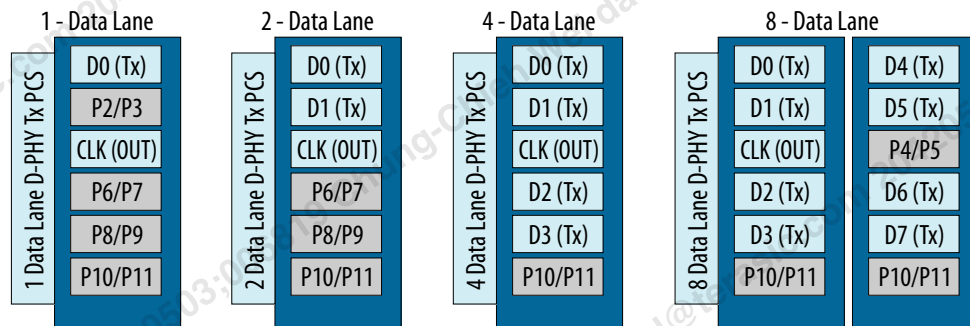 1 - Data Lane
1 Data Lane D-PHY Tx PCS
D0 (Tx)
P2/P3
CLK (OUT)
P6/P7
P8/P9
P10/P11
2 - Data Lane
2 Data Lane D-PHY Tx PCS
D0 (Tx)
D1 (Tx)
CLK (OUT)
P6/P7
P8/P9
P10/P11
4 - Data Lane
4 Data Lane D-PHY Tx PCS
D0 (Tx)
D1 (Tx)
CLK (OUT)
D2 (Tx)
D3 (Tx)
P10/P11
8 - Data Lane
8 Data Lane D-PHY Tx PCS
D0 (Tx)
D1 (Tx)
CLK (OUT)
D2 (Tx)
D3 (Tx)
P10/P11
D4 (Tx)
D5 (Tx)
P4/P5
D6 (Tx)
D7 (Tx)
P10/P11